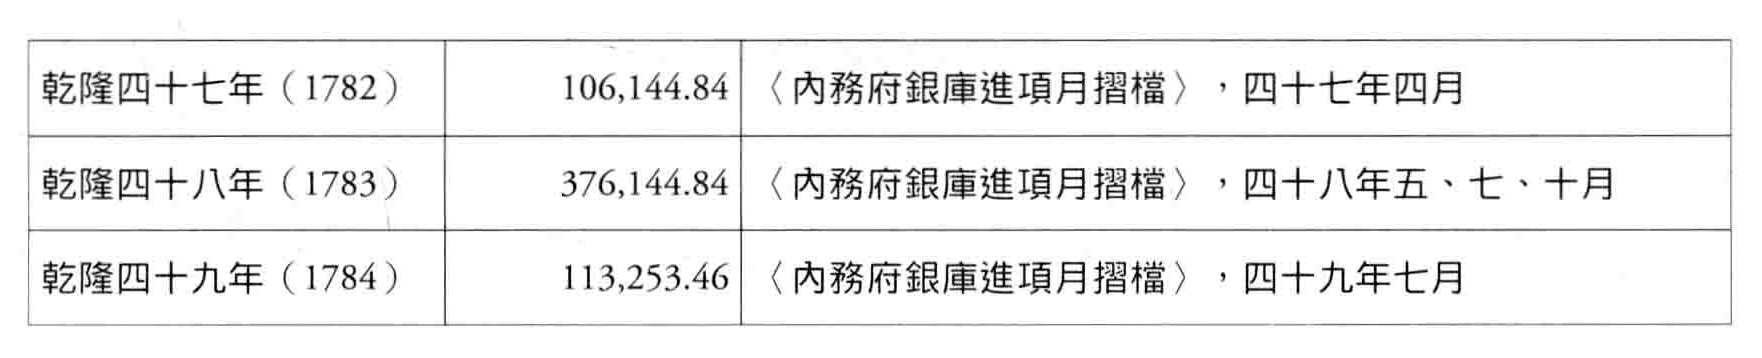 乾隆四十七年（1782） 106,144.84 〈內務府銀庫進項月摺檔〉，四十七年四月
乾隆四十八年（1783） 376,144.84 〈內務府銀庫進項月摺檔〉，四十八年五、七、十月
乾隆四十九年（1784） 113,253.46 〈內務府銀庫進項月摺檔〉，四十九年七月